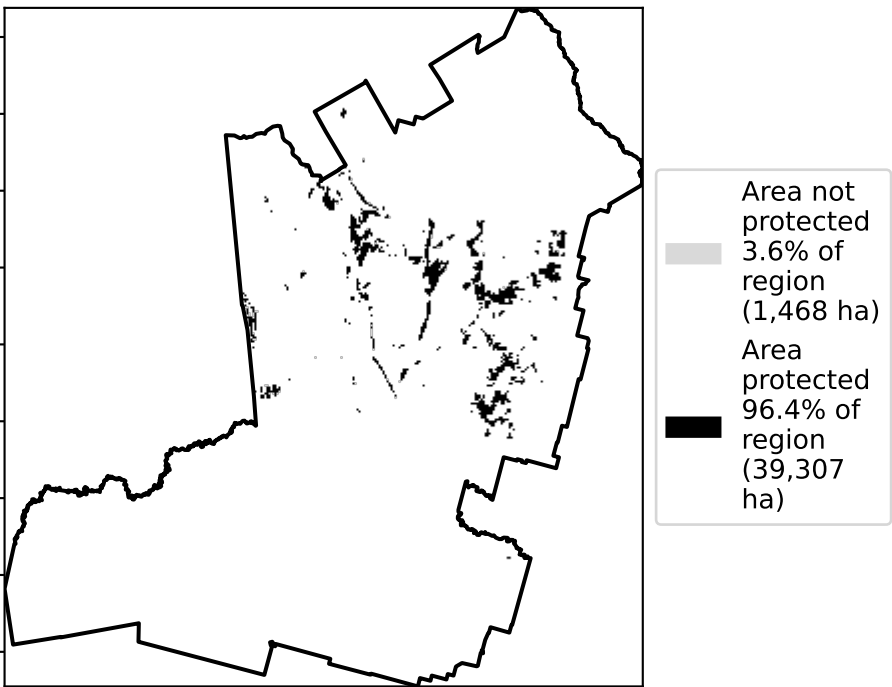 Area not
protected
3.6% of
region
(1,468 ha)
Area
protected
96.4% of
region
(39,307
ha)